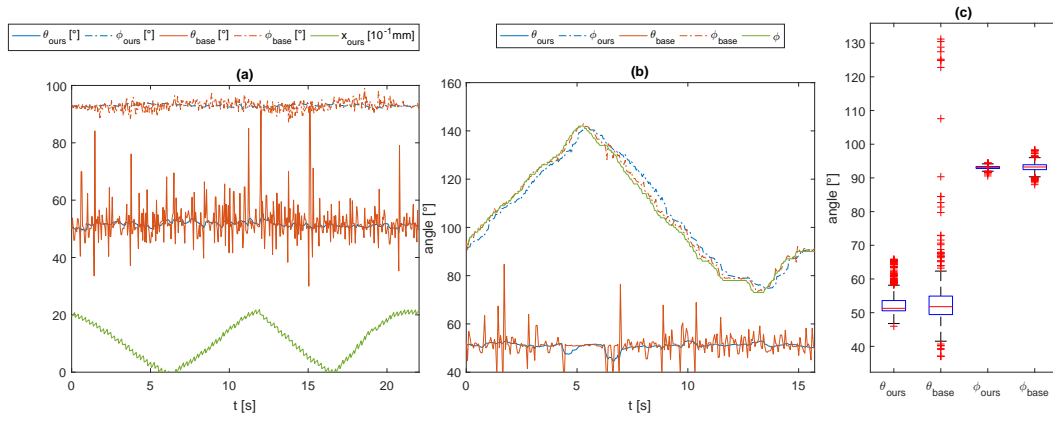 θours [°] ϕours [°] θbase [°] ϕbase [°] xours [10-1mm]
(a)
100
80
60
40
20
0
0 5 10 15 20
t [s]
θours ϕours θbase ϕbase ϕ
(b)
angle [°]
160
140
120
100
80
60
40
0 5 10 15
t [s]
(c)
angle [°]
130
120
110
100
90
80
70
60
50
40
θours θbase ϕours ϕbase